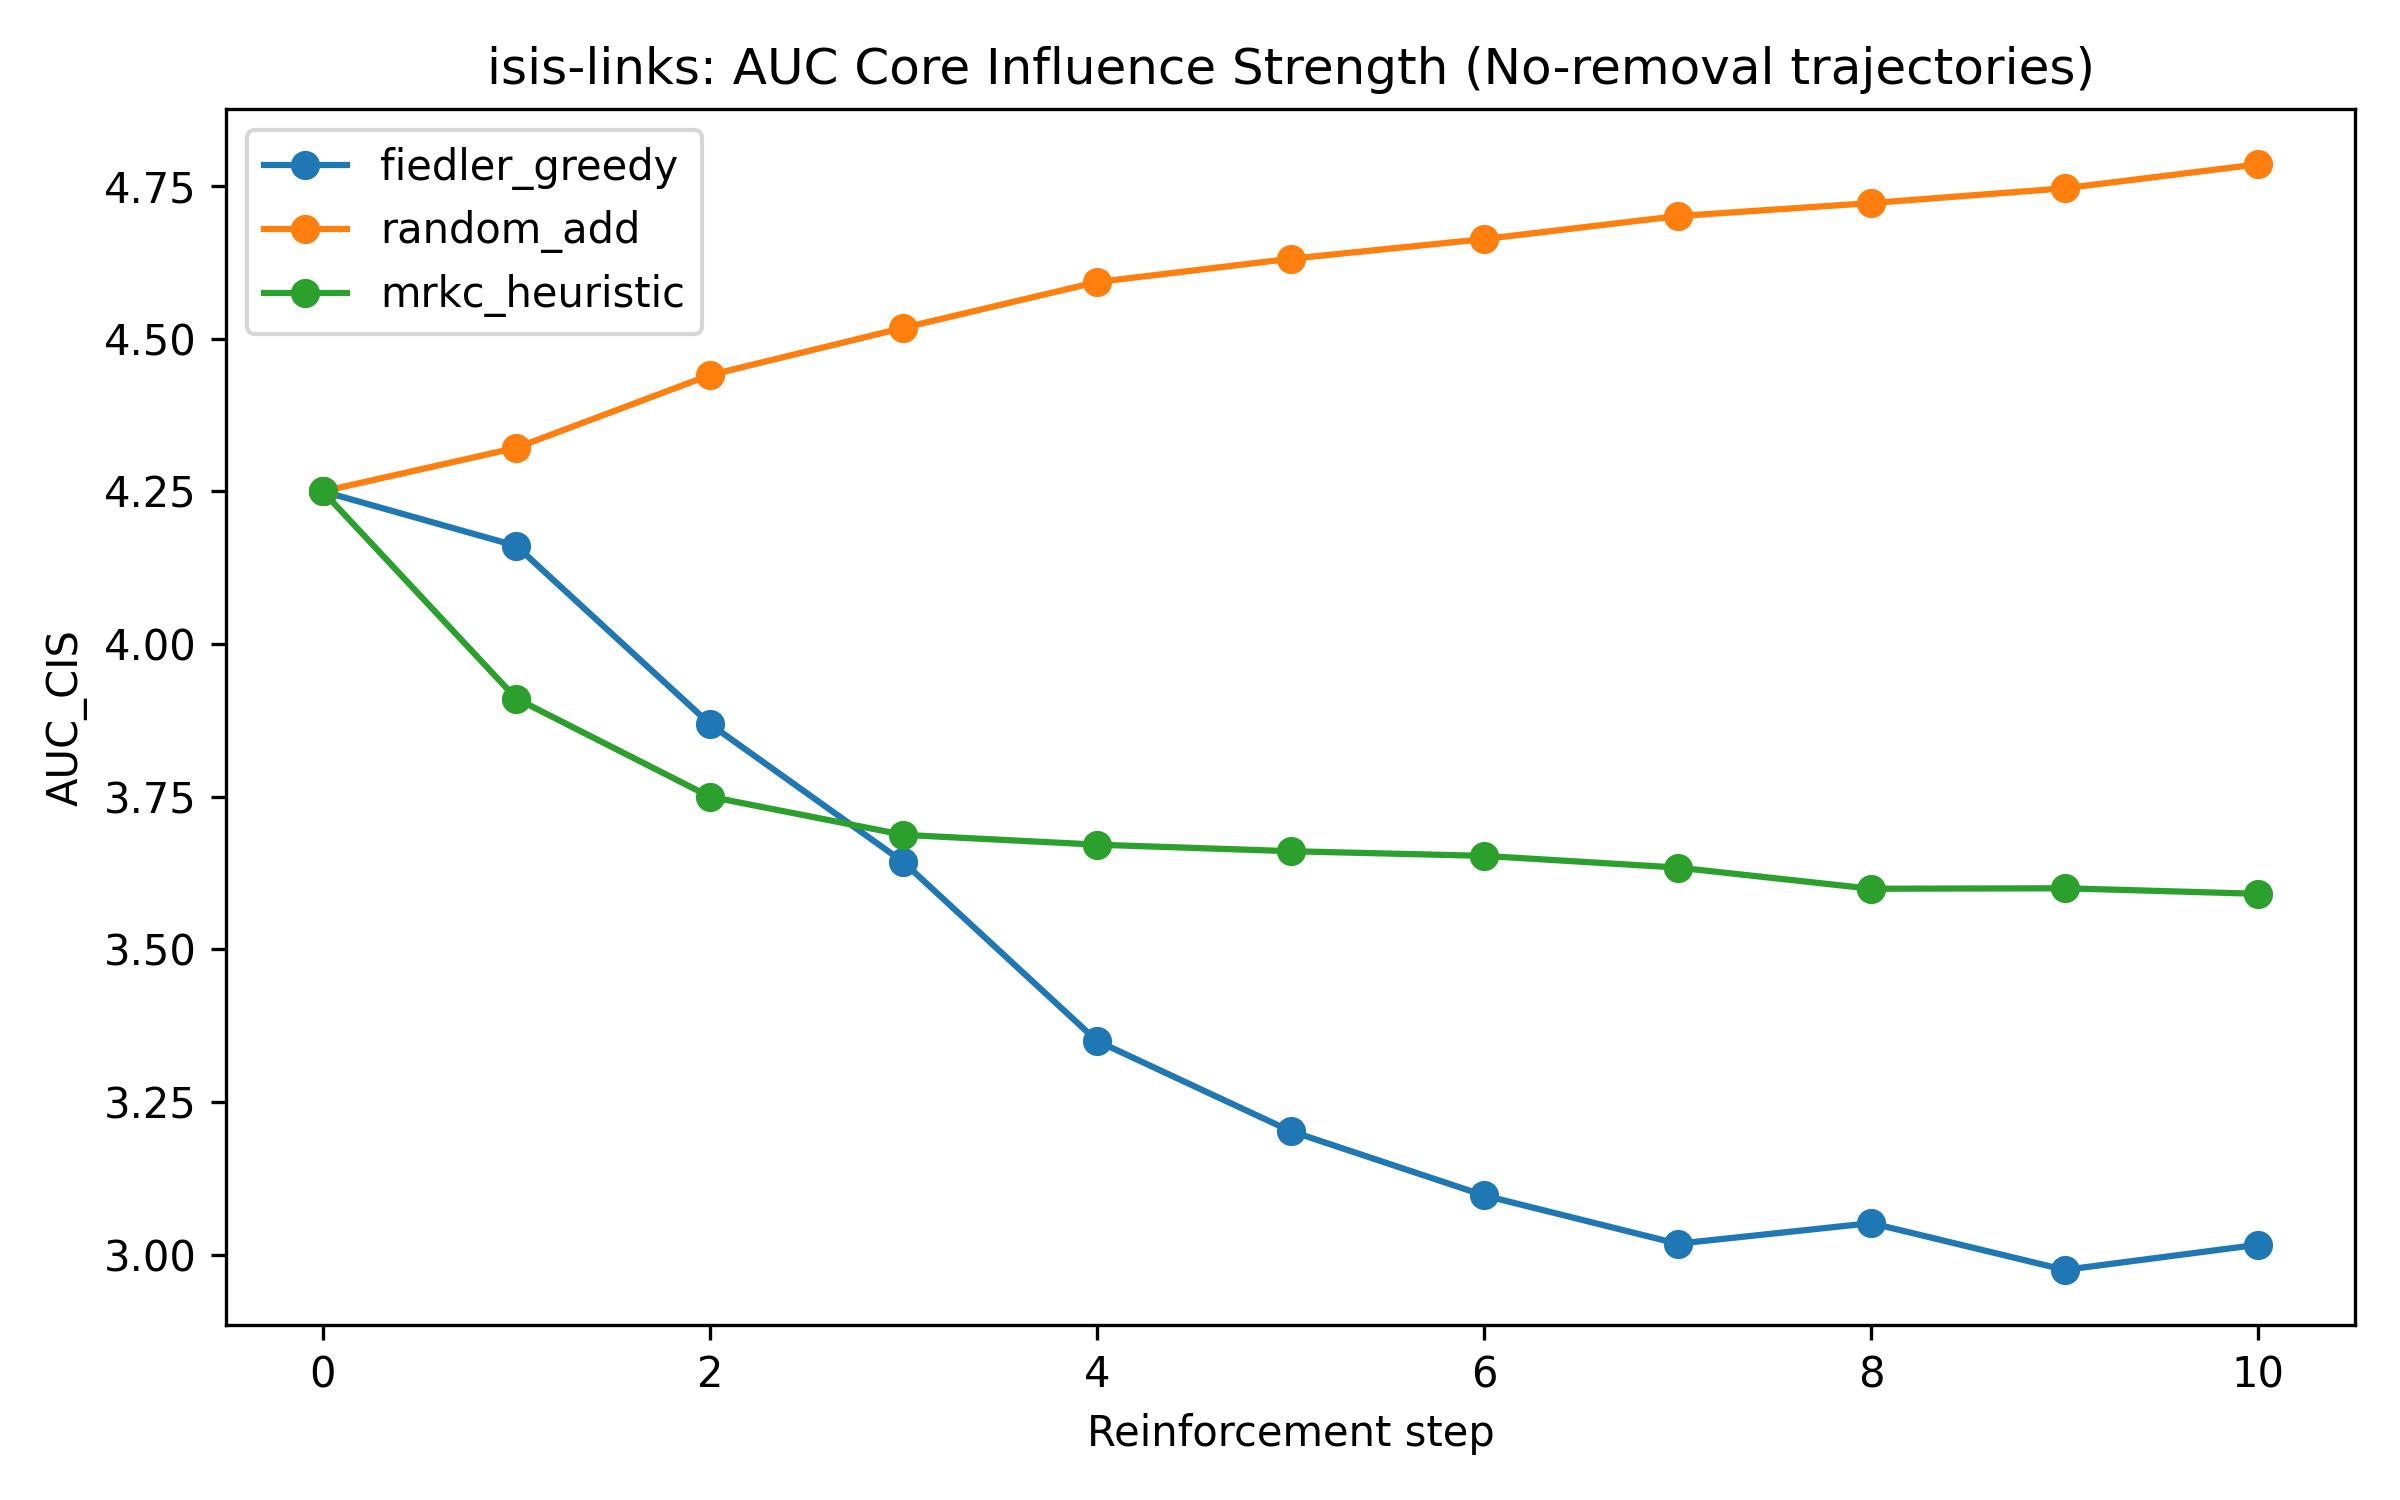 isis-links: AUC Core Influence Strength (No-removal trajectories)
fiedler_greedy
random_add
mrkc_heuristic
AUC_CIS
4.75
4.50
4.25
4.00
3.75
3.50
3.25
3.00
0 2 4 6 8 10
Reinforcement step